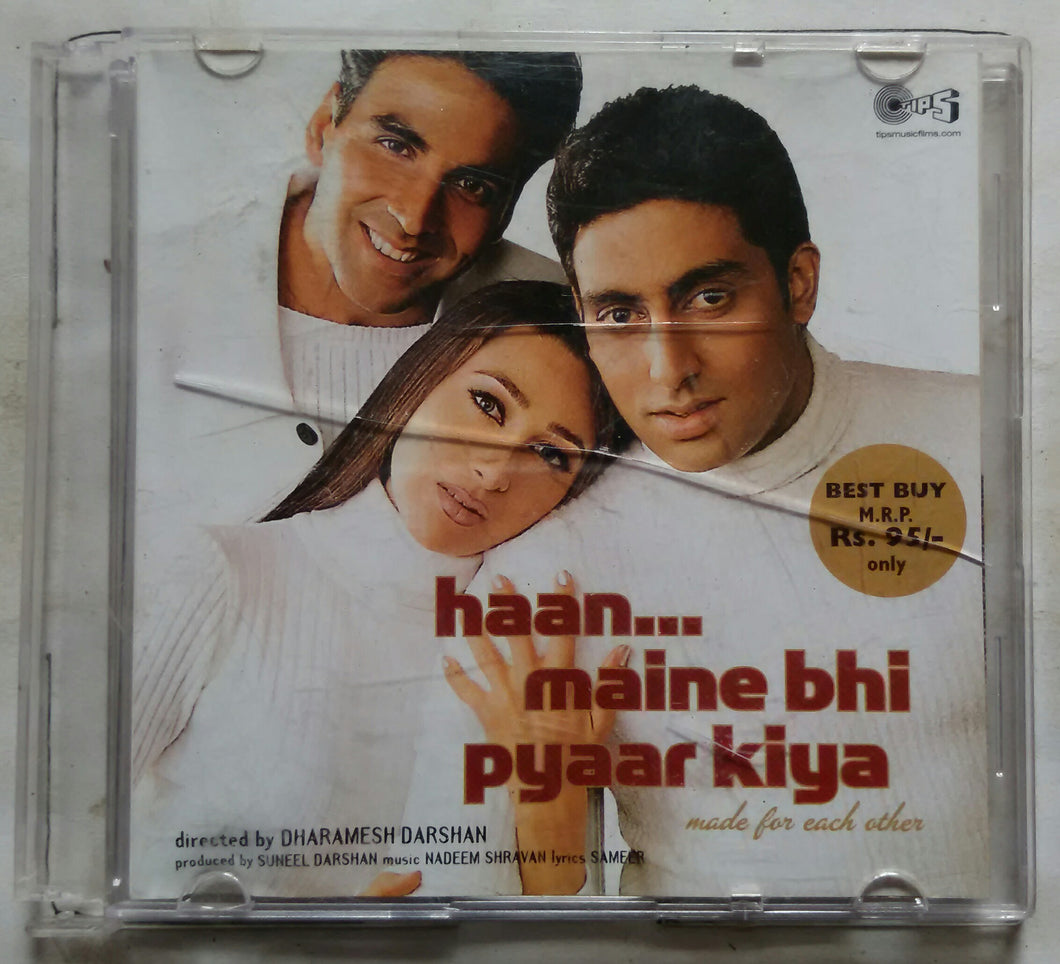 TIPS
tipsmusicfilms.com
BEST BUY
M.R.P.
Rs. 95/-
only
haan...
maine bhi
pyaar kiya
made for each other
directed by DHARAMESH DARSHAN
produced by SUNEEL DARSHAN music NADEEM SHRAVAN lyrics SAMEER